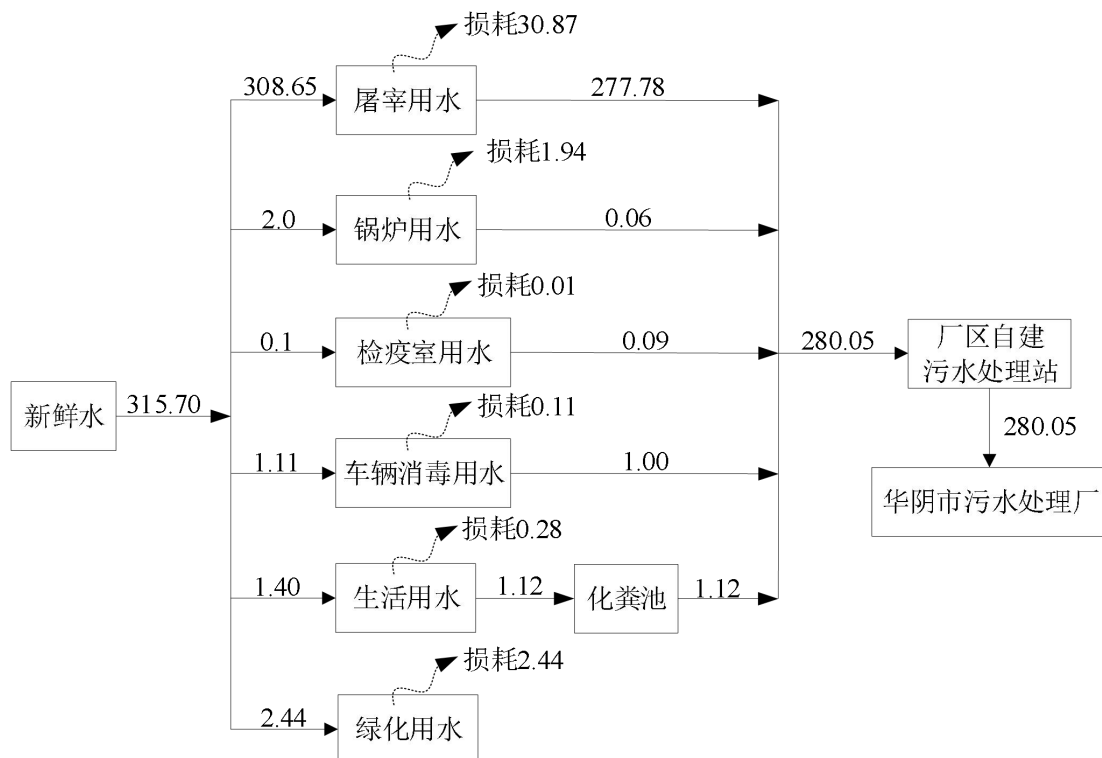 损耗30.87
308.65
屠宰用水
277.78
损耗1.94
2.0
锅炉用水
0.06
损耗0.01
0.1
检疫室用水
0.09
280.05
厂区自建
污水处理站
新鲜水
315.70
损耗0.11
1.11
车辆消毒用水
1.00
280.05
华阴市污水处理厂
损耗0.28
1.40
生活用水
1.12
化粪池
1.12
损耗2.44
2.44
绿化用水